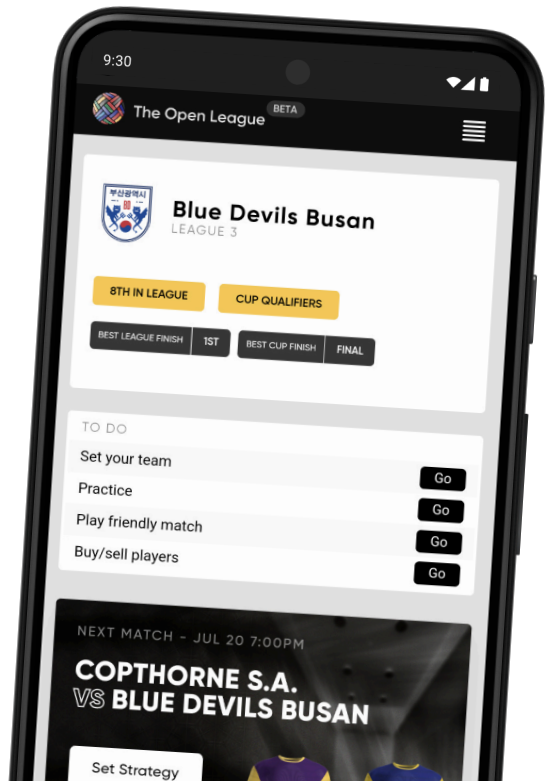 9:30
The Open League BETA
부산광역시
Blue Devils Busan
LEAGUE 3
8TH IN LEAGUE CUP QUALIFIERS
BEST LEAGUE FINISH 1ST BEST CUP FINISH FINAL
TO DO
Set your team Go
Practice Go
Play friendly match Go
Buy/sell players Go
NEXT MATCH - JUL 20 7:00PM
COPTHORNE S.A.
VS BLUE DEVILS BUSAN
Set Strategy